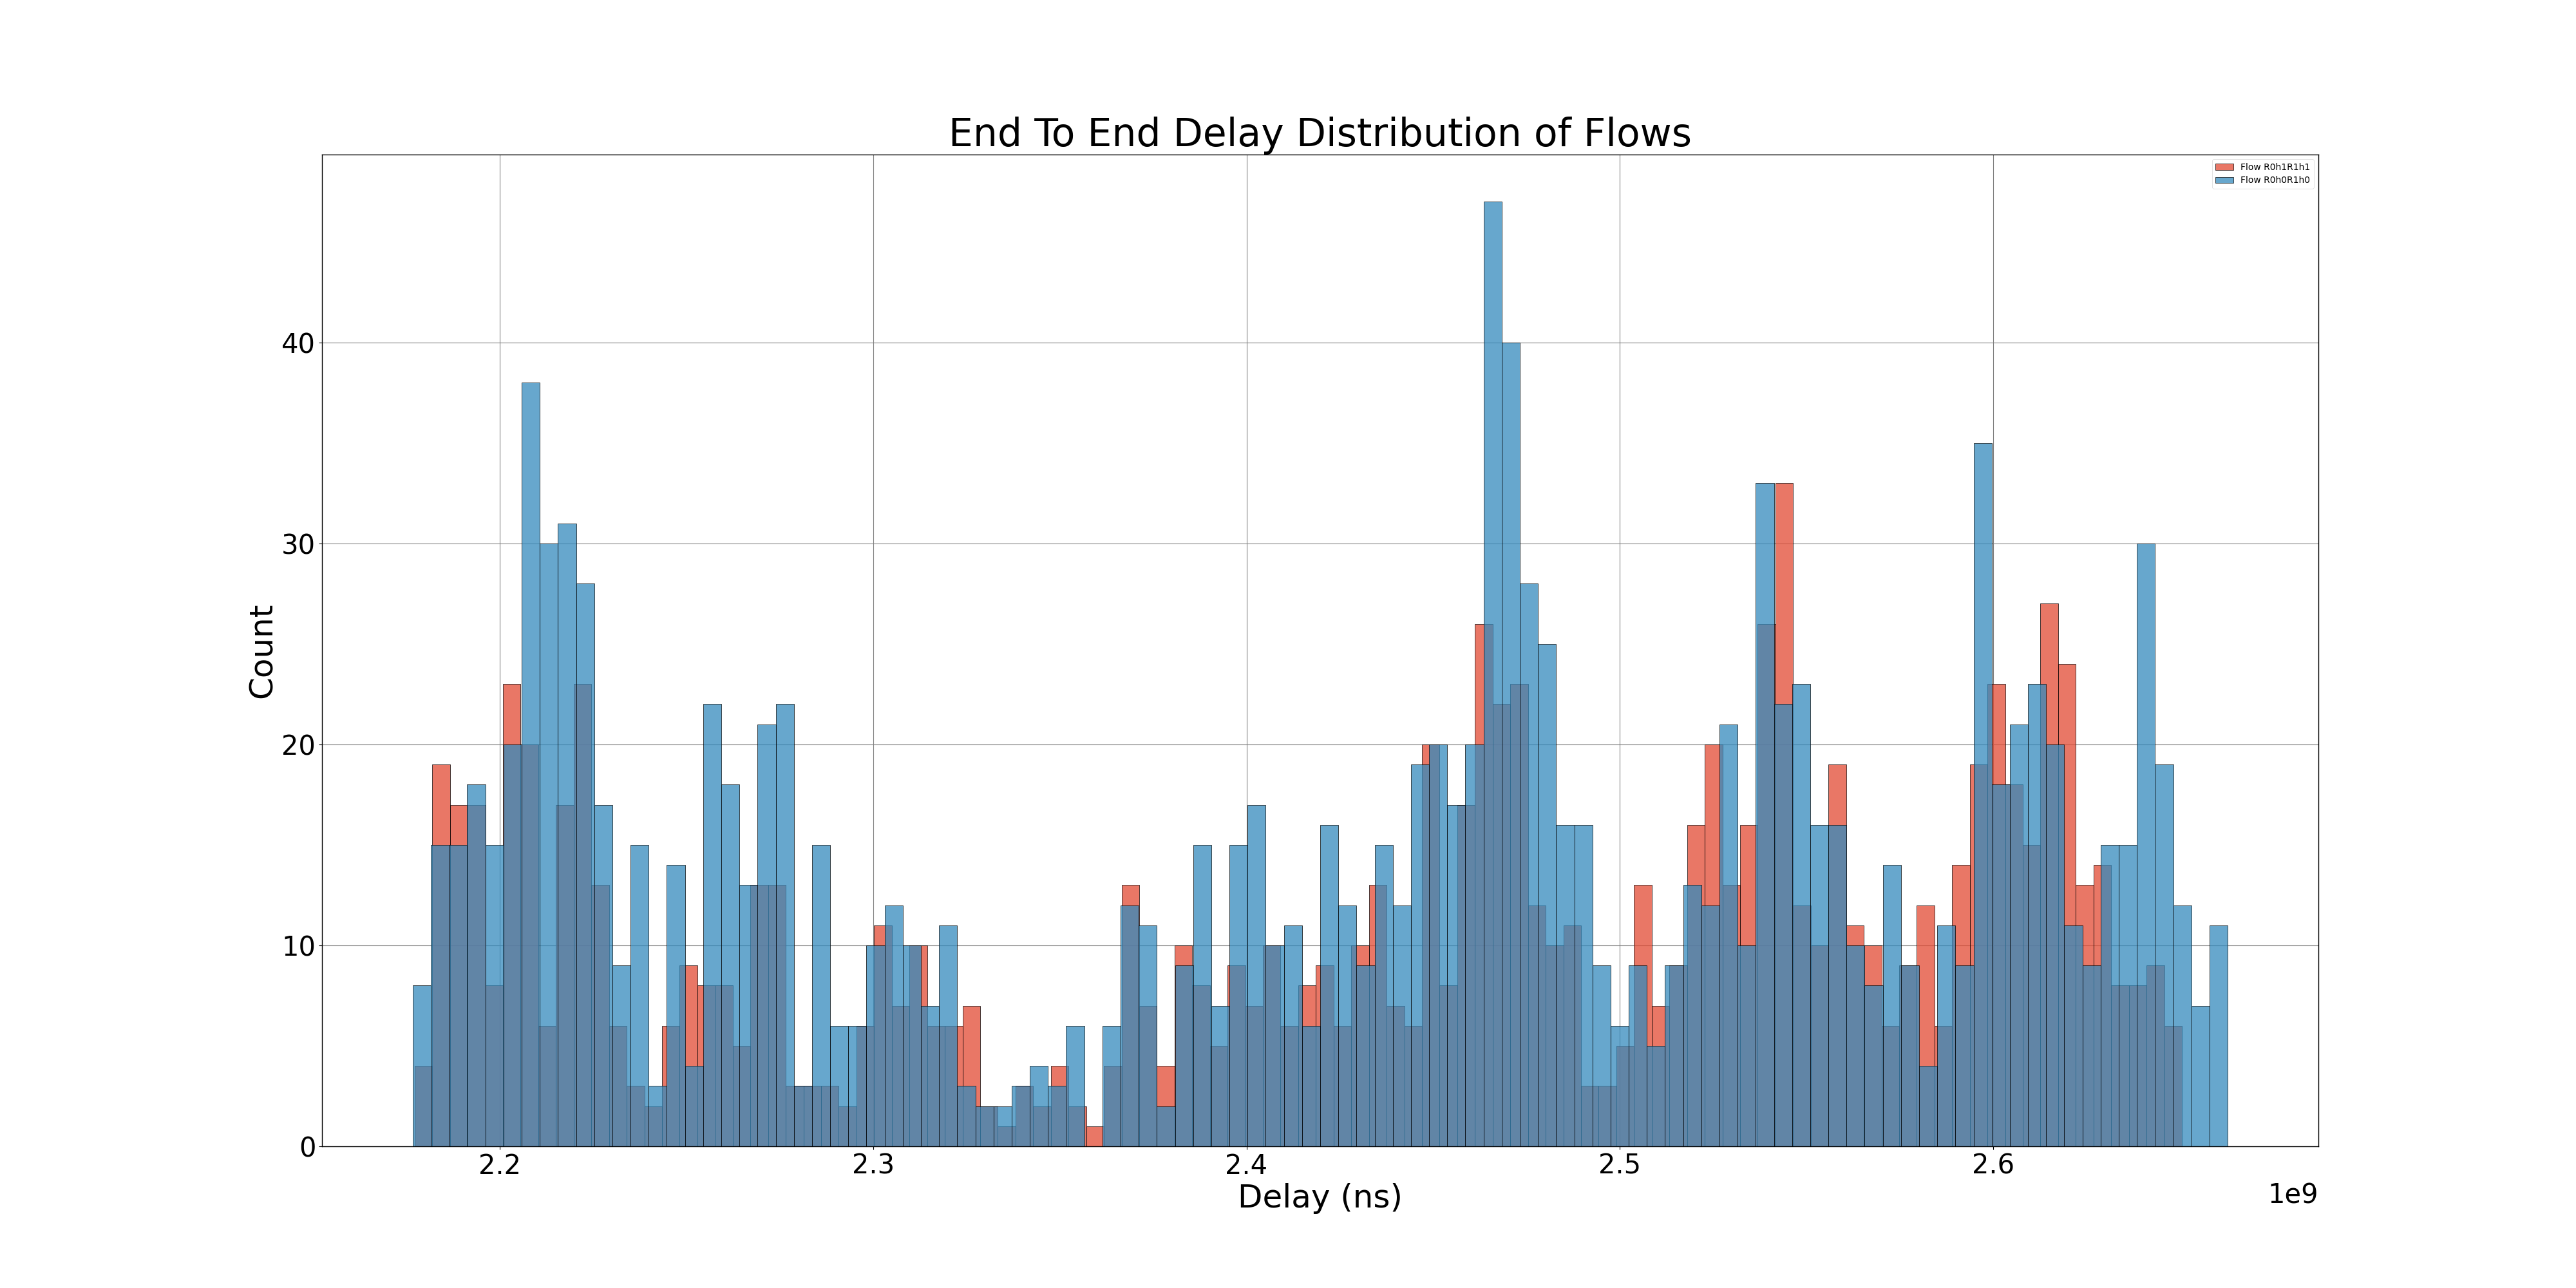 End To End Delay Distribution of Flows
Flow R0h1R1h1
Flow R0h0R1h0
Count
40
30
20
10
0
2.2 2.3 2.4 2.5 2.6
Delay (ns)
1e9